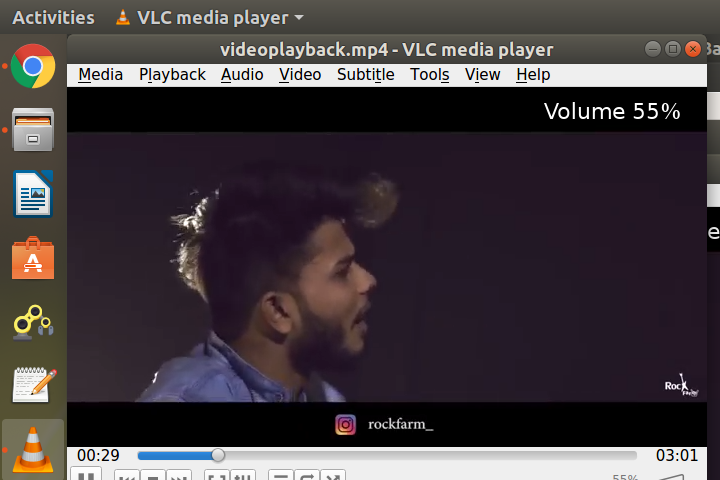 Activities
VLC media player
videoplayback.mp4 - VLC media player
Media Playback Audio Video Subtitle Tools View Help
Volume 55%
Rock
rockfarm_
00:29
03:01
55%